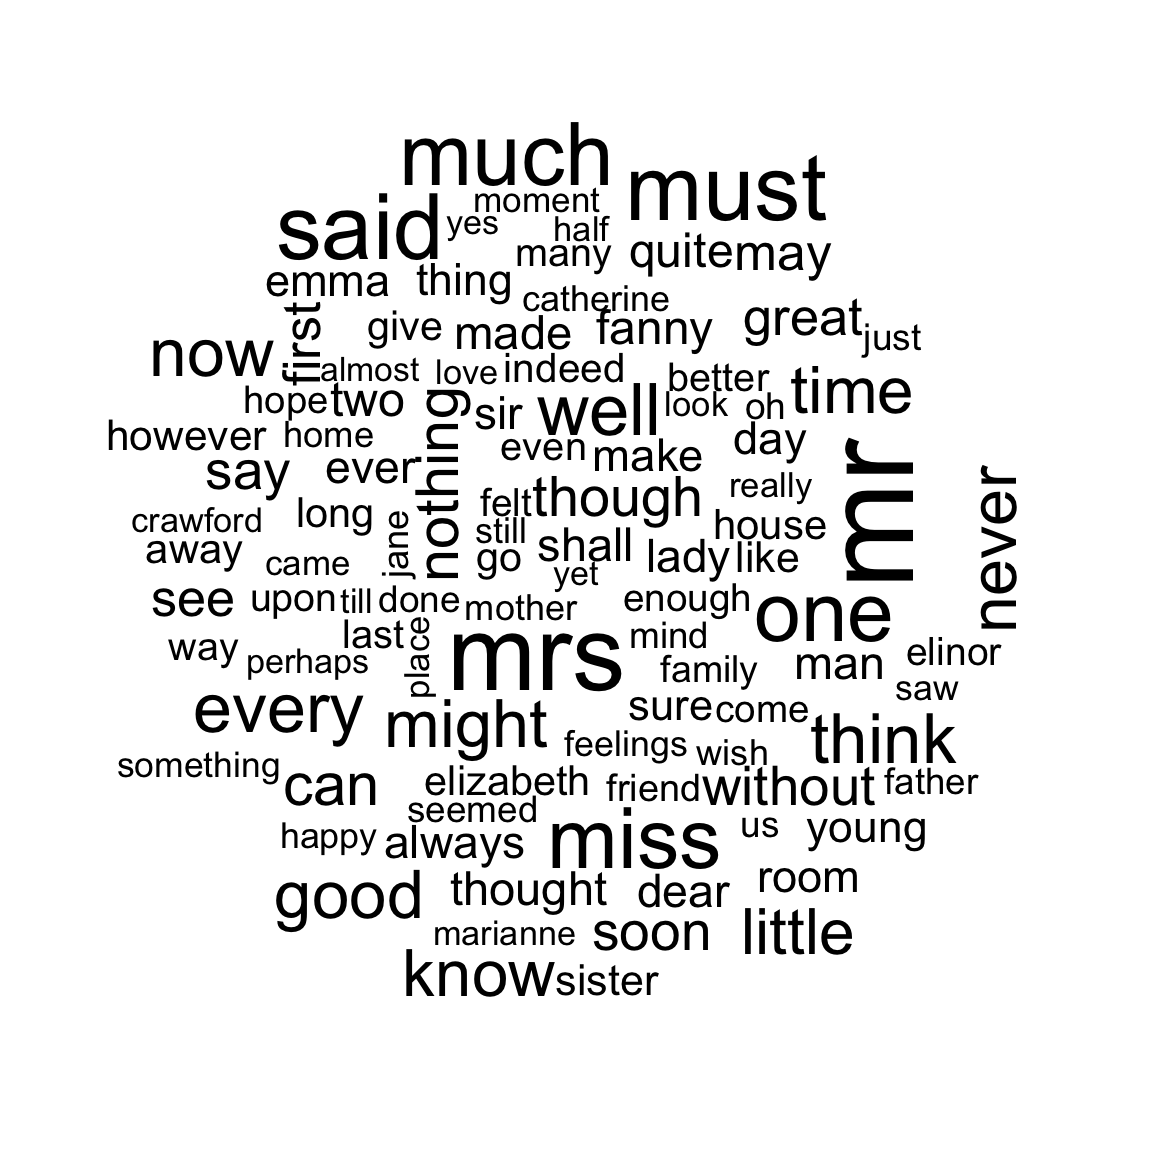 much
must
moment
said
yes
half
many
quite
may
emma
thing
catherine
first
give
made
fanny
great
just
now
almost
love
indeed
better
time
hope
two
nothing
sir
well
look
oh
however
home
even
make
day
say
ever
mr
never
felt
though
really
crawford
long
jane
still
shall
house
away
came
go
yet
lady
like
see
upon
till
done
mother
enough
one
way
perhaps
last
place
mrs
mind
family
man
elinor
saw
every
might
sure
come
think
feelings
wish
something
can
elizabeth
friend
without
father
seemed
happy
always
miss
us
young
good
thought
dear
room
marianne
soon
little
know
sister